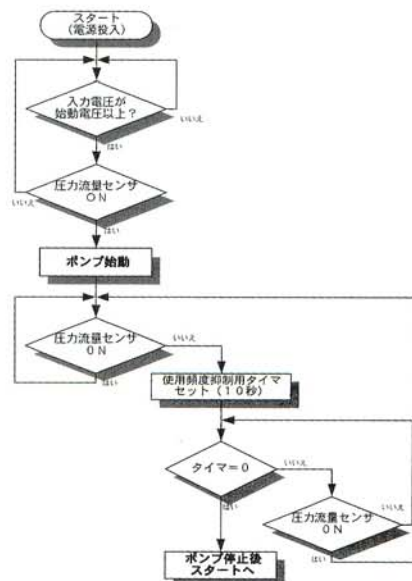 スタート
(電源投入)
入力電圧が
始動電圧以上？
いいえ
はい
圧力流量センサ
ＯＮ
いいえ
はい
ポンプ始動
圧力流量センサ
ＯＮ
いいえ
はい
使用頻度抑制用タイマ
セット（１０秒）
タイマ＝０
いいえ
はい
圧力流量センサ
ＯＮ
いいえ
はい
ポンプ停止後
スタートへ